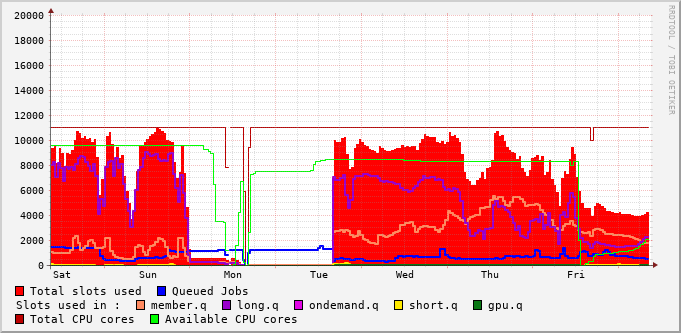 20000
18000
16000
14000
12000
10000
8000
6000
4000
2000
0
Sat Sun Mon Tue Wed Thu Fri
Total slots used Queued Jobs
Slots used in : member.q long.q ondemand.q short.q gpu.q
Total CPU cores Available CPU cores
RRDTOOL / TOBI OETIKER